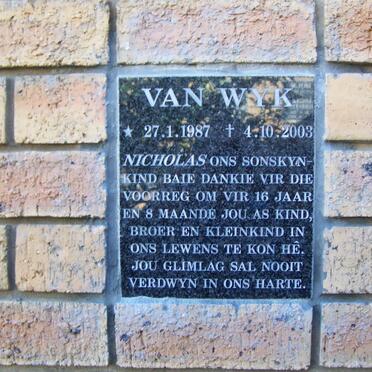 VAN WYK
★ 27.1.1987 † 4.10.2003
NICHOLAS ONS SONSKYN-
KIND BAIE DANKIE VIR DIE
VOORREG OM VIR 16 JAAR
EN 8 MAANDE JOU AS KIND,
BROER EN KLEINKIND IN
ONS LEWENS TE KON HÊ.
JOU GLIMLAG SAL NOOIT
VERDWYN IN ONS HARTE.